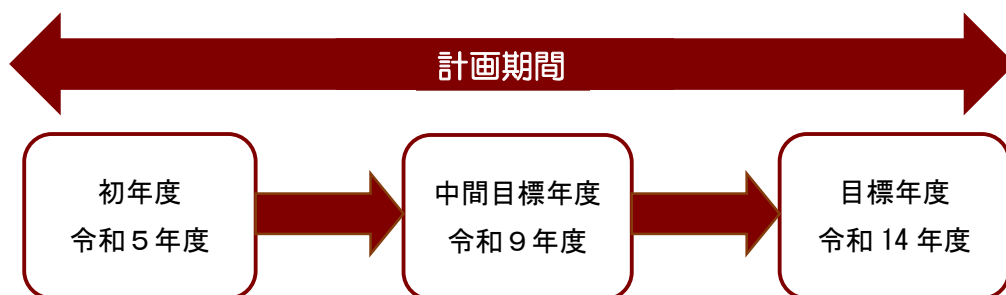 計画期間
初年度
令和５年度
中間目標年度
令和９年度
目標年度
令和 14 年度